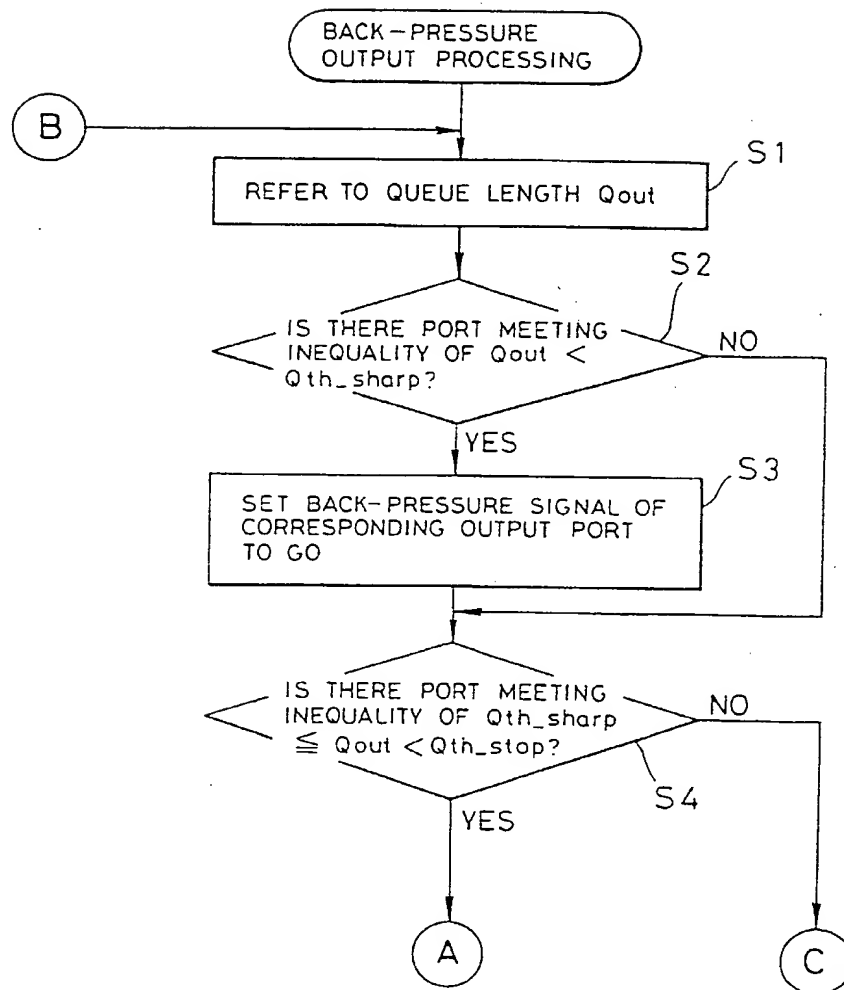 BACK-PRESSURE
OUTPUT PROCESSING
B
S1
REFER TO QUEUE LENGTH Qout
S2
IS THERE PORT MEETING
INEQUALITY OF Qout <
Qth_sharp?
NO
YES
S3
SET BACK-PRESSURE SIGNAL OF
CORRESPONDING OUTPUT PORT
TO GO
IS THERE PORT MEETING
INEQUALITY OF Qth_sharp
≦ Qout < Qth_stop?
NO
S4
YES
A
C